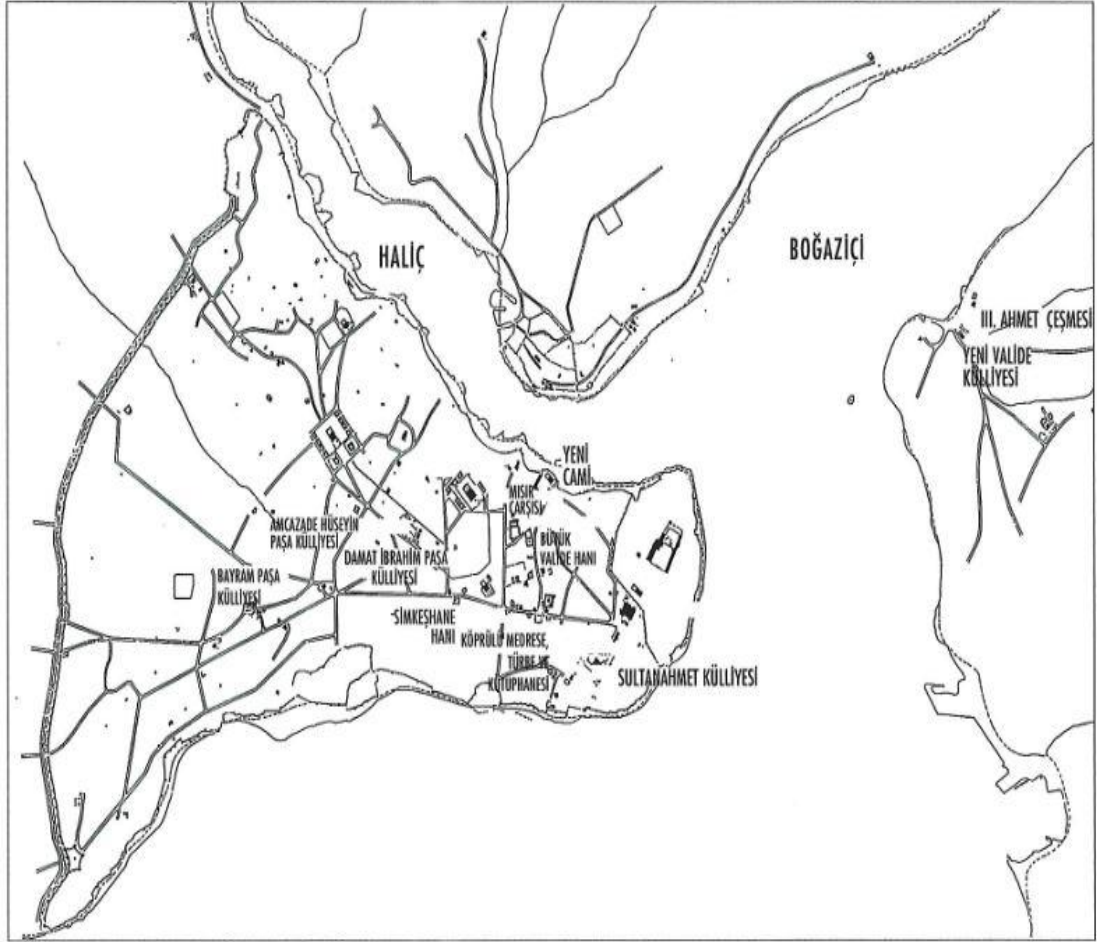 HALİÇ
BOĞAZİÇİ
III. AHMET ÇEŞMESİ
YENİ VALİDE
KÜLLİYESİ
YENİ
CAMİ
MISIR
ÇARŞISI
BÜYÜK
VALİDE HANI
AMCAZADE HÜSEYİN
PAŞA KÜLLİYESİ
DAMAT İBRAHİM PAŞA
KÜLLİYESİ
BAYRAM PAŞA
KÜLLİYESİ
SİMKEŞHANE
HANI
KÖPRÜLÜ MEDRESE,
TÜRBE VE
KÜTÜPHANESİ
SULTANAHMET KÜLLİYESİ